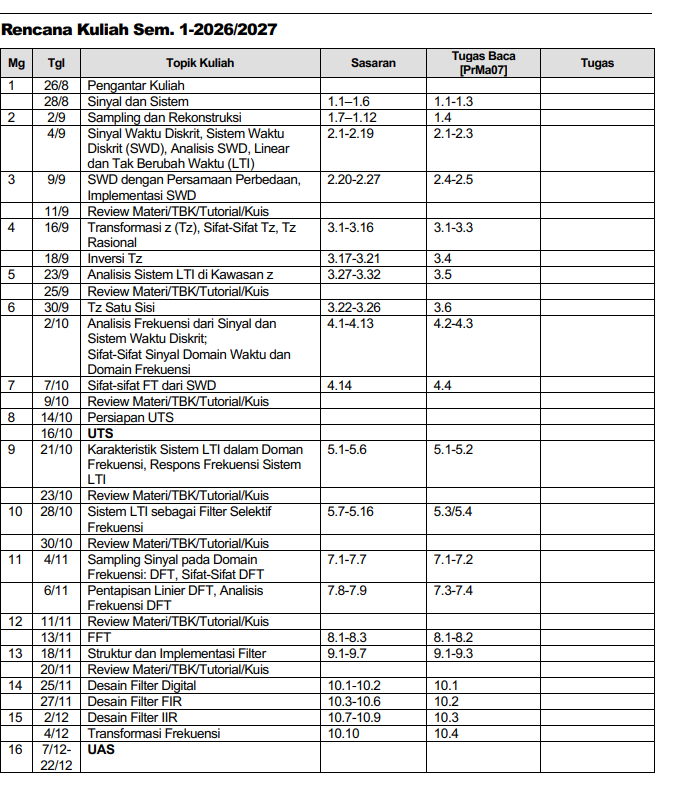 Rencana Kuliah Sem. 1-2026/2027
Mg Tgl Topik Kuliah Sasaran Tugas Baca [PrMa07] Tugas
1 26/8 Pengantar Kuliah
28/8 Sinyal dan Sistem 1.1–1.6 1.1-1.3
2 2/9 Sampling dan Rekonstruksi 1.7–1.12 1.4
4/9 Sinyal Waktu Diskrit, Sistem Waktu 2.1-2.19 2.1-2.3
Diskrit (SWD), Analisis SWD, Linear
dan Tak Berubah Waktu (LTI)
3 9/9 SWD dengan Persamaan Perbedaan, 2.20-2.27 2.4-2.5
Implementasi SWD
11/9 Review Materi/TBK/Tutorial/Kuis
4 16/9 Transformasi z (Tz), Sifat-Sifat Tz, Tz 3.1-3.16 3.1-3.3
Rasional
18/9 Inversi Tz 3.17-3.21 3.4
5 23/9 Analisis Sistem LTI di Kawasan z 3.27-3.32 3.5
25/9 Review Materi/TBK/Tutorial/Kuis
6 30/9 Tz Satu Sisi 3.22-3.26 3.6
2/10 Analisis Frekuensi dari Sinyal dan 4.1-4.13 4.2-4.3
Sistem Waktu Diskrit;
Sifat-Sifat Sinyal Domain Waktu dan
Domain Frekuensi
7 7/10 Sifat-sifat FT dari SWD 4.14 4.4
9/10 Review Materi/TBK/Tutorial/Kuis
8 14/10 Persiapan UTS
16/10 UTS
9 21/10 Karakteristik Sistem LTI dalam Doman 5.1-5.6 5.1-5.2
Frekuensi, Respons Frekuensi Sistem
LTI
23/10 Review Materi/TBK/Tutorial/Kuis
10 28/10 Sistem LTI sebagai Filter Selektif 5.7-5.16 5.3/5.4
Frekuensi
30/10 Review Materi/TBK/Tutorial/Kuis
11 4/11 Sampling Sinyal pada Domain 7.1-7.7 7.1-7.2
Frekuensi: DFT, Sifat-Sifat DFT
6/11 Pentapisan Linier DFT, Analisis 7.8-7.9 7.3-7.4
Frekuensi DFT
12 11/11 Review Materi/TBK/Tutorial/Kuis
13/11 FFT 8.1-8.3 8.1-8.2
13 18/11 Struktur dan Implementasi Filter 9.1-9.7 9.1-9.3
20/11 Review Materi/TBK/Tutorial/Kuis
14 25/11 Desain Filter Digital 10.1-10.2 10.1
27/11 Desain Filter FIR 10.3-10.6 10.2
15 2/12 Desain Filter IIR 10.7-10.9 10.3
4/12 Transformasi Frekuensi 10.10 10.4
16 7/12- UAS
22/12